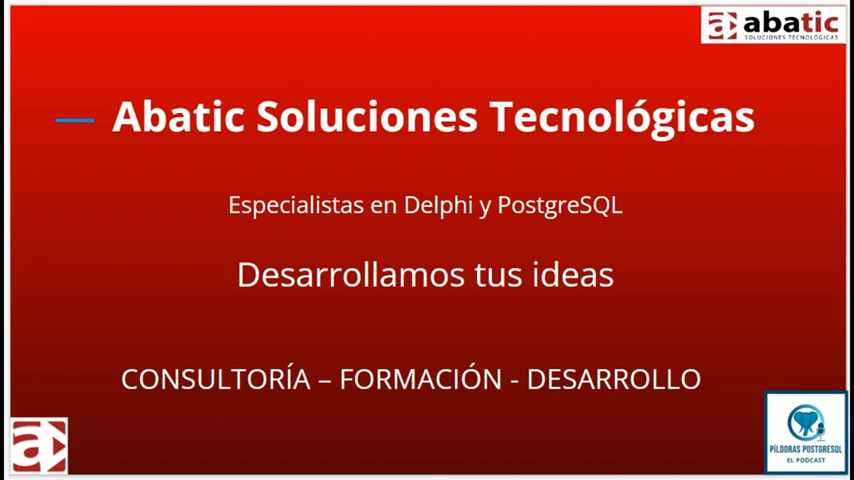 abatic
SOLUCIONES TECNOLÓGICAS
Abatic Soluciones Tecnológicas
Especialistas en Delphi y PostgreSQL
Desarrollamos tus ideas
CONSULTORÍA – FORMACIÓN - DESARROLLO
PÍLDORAS POSTGRESQL
EL PODCAST